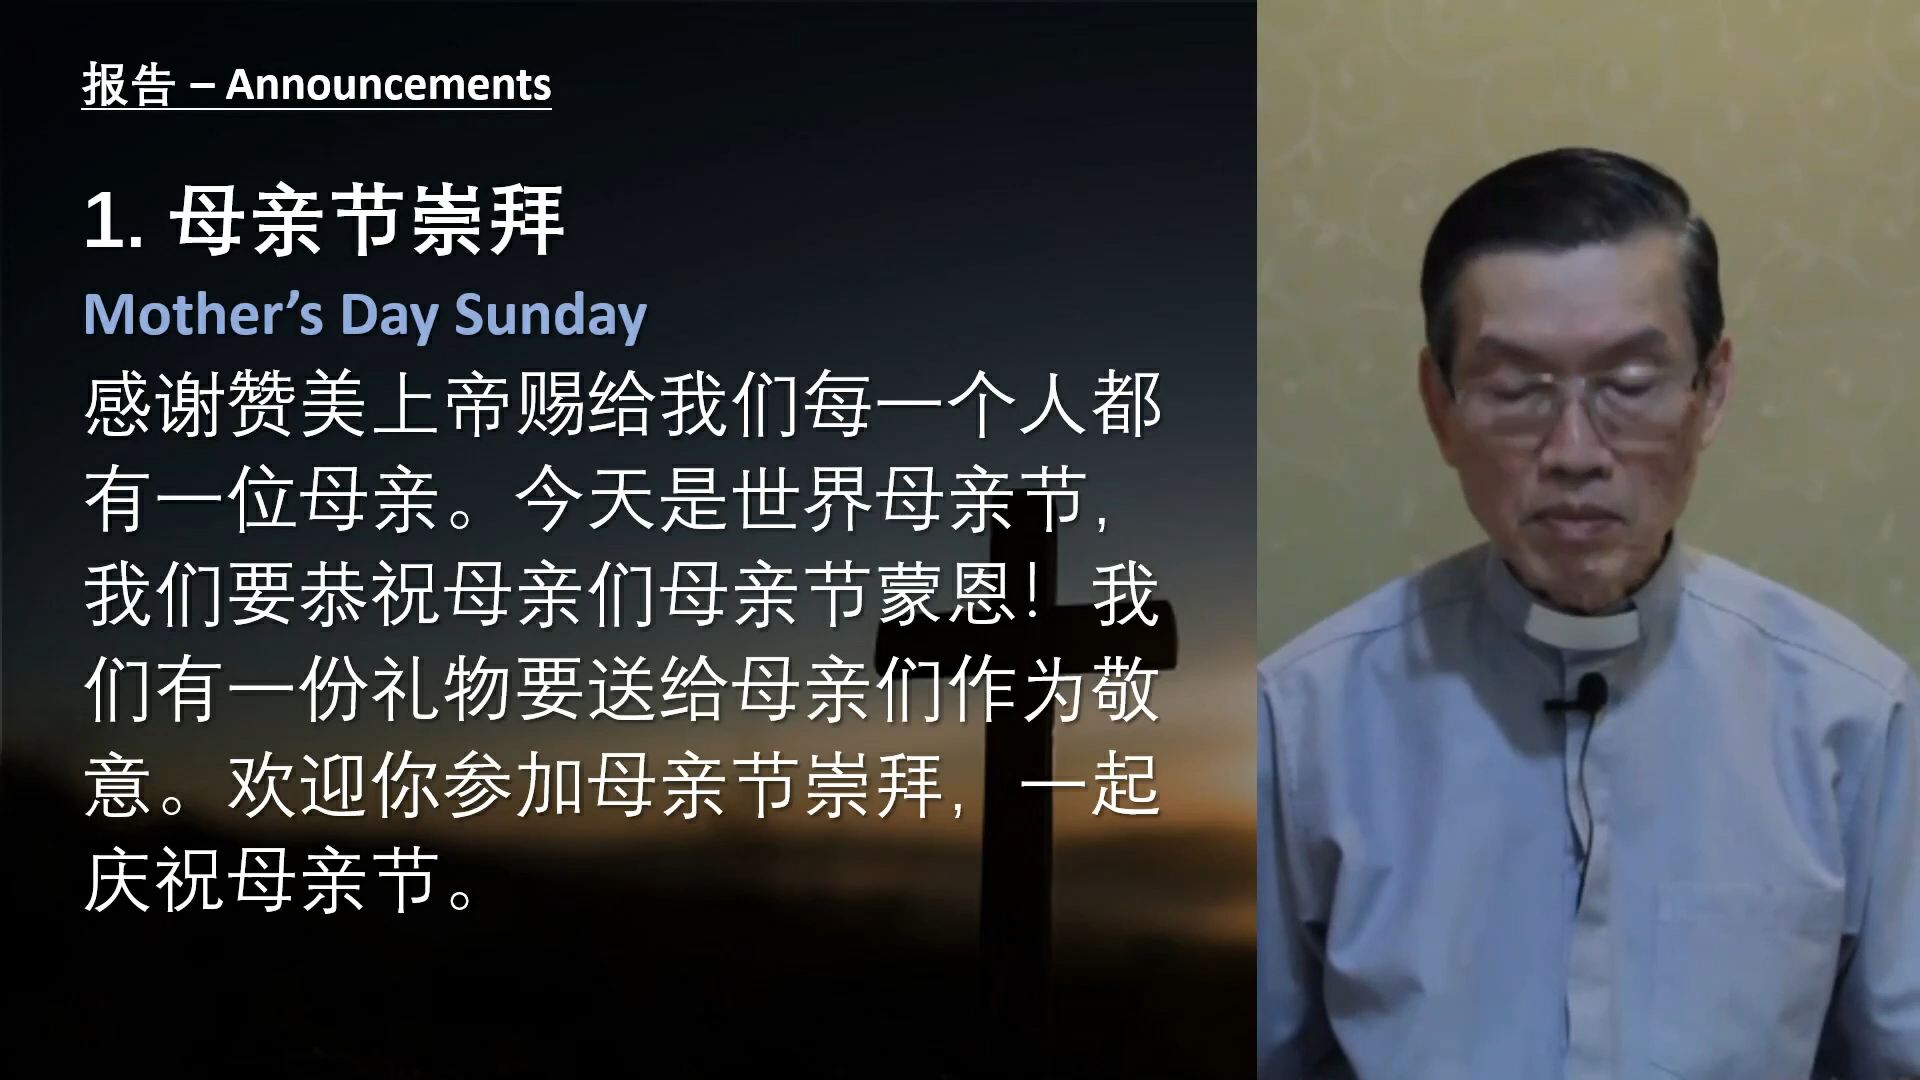 报告 – Announcements
1. 母亲节崇拜
Mother’s Day Sunday
感谢赞美上帝赐给我们每一个人都
有一位母亲。今天是世界母亲节，
我们要恭祝母亲们母亲节蒙恩！我
们有一份礼物要送给母亲们作为敬
意。欢迎你参加母亲节崇拜，一起
庆祝母亲节。